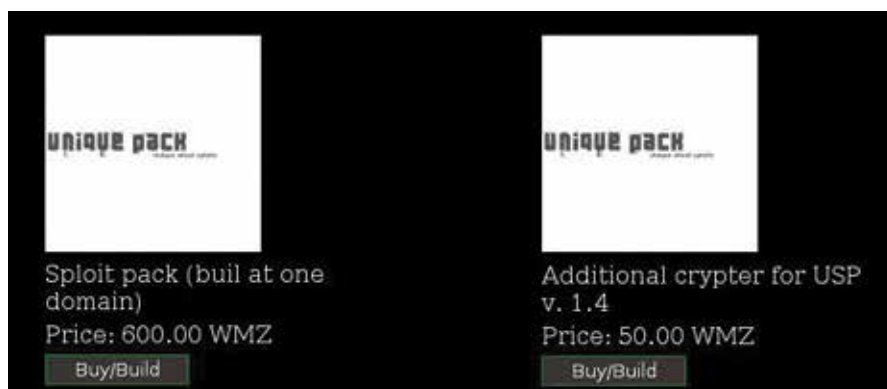 unique pack
Sploit pack (buil at one
domain)
Price: 600.00 WMZ
Buy/Build
unique pack
Additional crypter for USP
v. 1.4
Price: 50.00 WMZ
Buy/Build